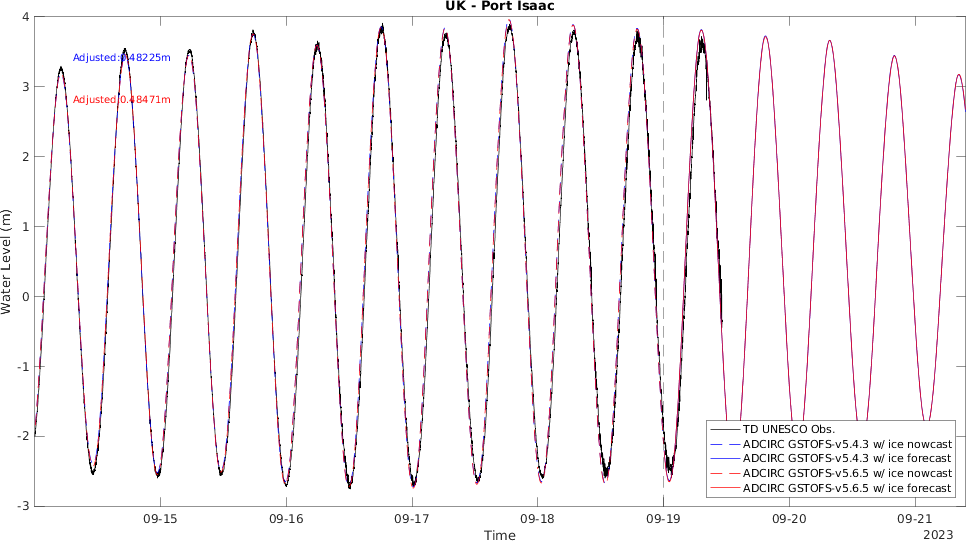 UK - Port Isaac
Adjusted:0.48225m
Adjusted:0.48471m
Water Level (m)
4
3
2
1
0
-1
-2
-3
09-15
09-16
09-17
09-18
09-19
09-20
09-21
Time
2023
TD UNESCO Obs.
ADCIRC GSTOFS-v5.4.3 w/ ice nowcast
ADCIRC GSTOFS-v5.4.3 w/ ice forecast
ADCIRC GSTOFS-v5.6.5 w/ ice nowcast
ADCIRC GSTOFS-v5.6.5 w/ ice forecast